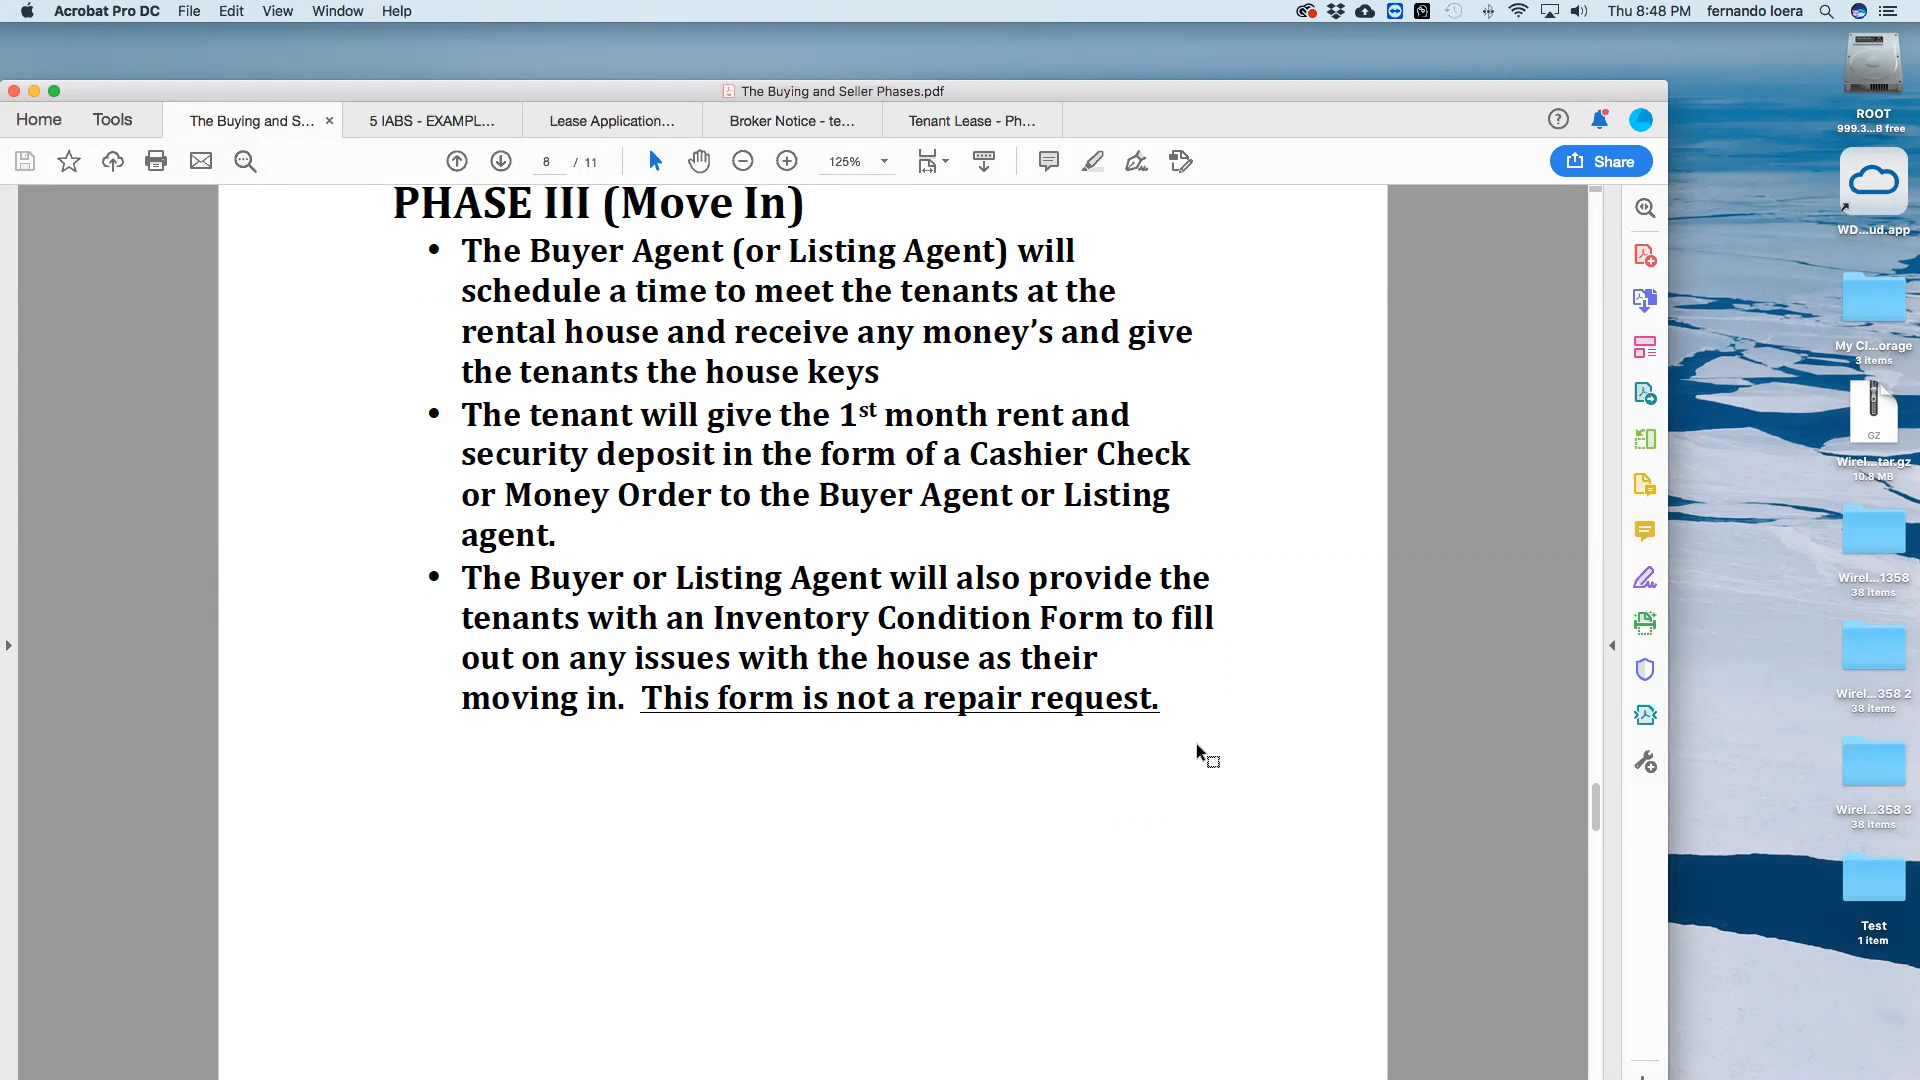 Acrobat Pro DC File Edit View Window Help Thu 8:48 PM fernando loera
The Buying and Seller Phases.pdf
Home Tools The Buying and S... × 5 IABS - EXAMPL... Lease Application... Broker Notice - te... Tenant Lease - Ph...
8 / 11 125% Share
PHASE III (Move In)
• The Buyer Agent (or Listing Agent) will
schedule a time to meet the tenants at the
rental house and receive any money’s and give
the tenants the house keys
• The tenant will give the 1st month rent and
security deposit in the form of a Cashier Check
or Money Order to the Buyer Agent or Listing
agent.
• The Buyer or Listing Agent will also provide the
tenants with an Inventory Condition Form to fill
out on any issues with the house as their
moving in. This form is not a repair request.
ROOT
999.3...B free
WD...ud.app
My Cl...orage
3 items
GZ
Wirel...tar.gz
10.8 MB
Wirel...1358
38 items
Wirel...358 2
38 items
Wirel...358 3
38 items
Test
1 item